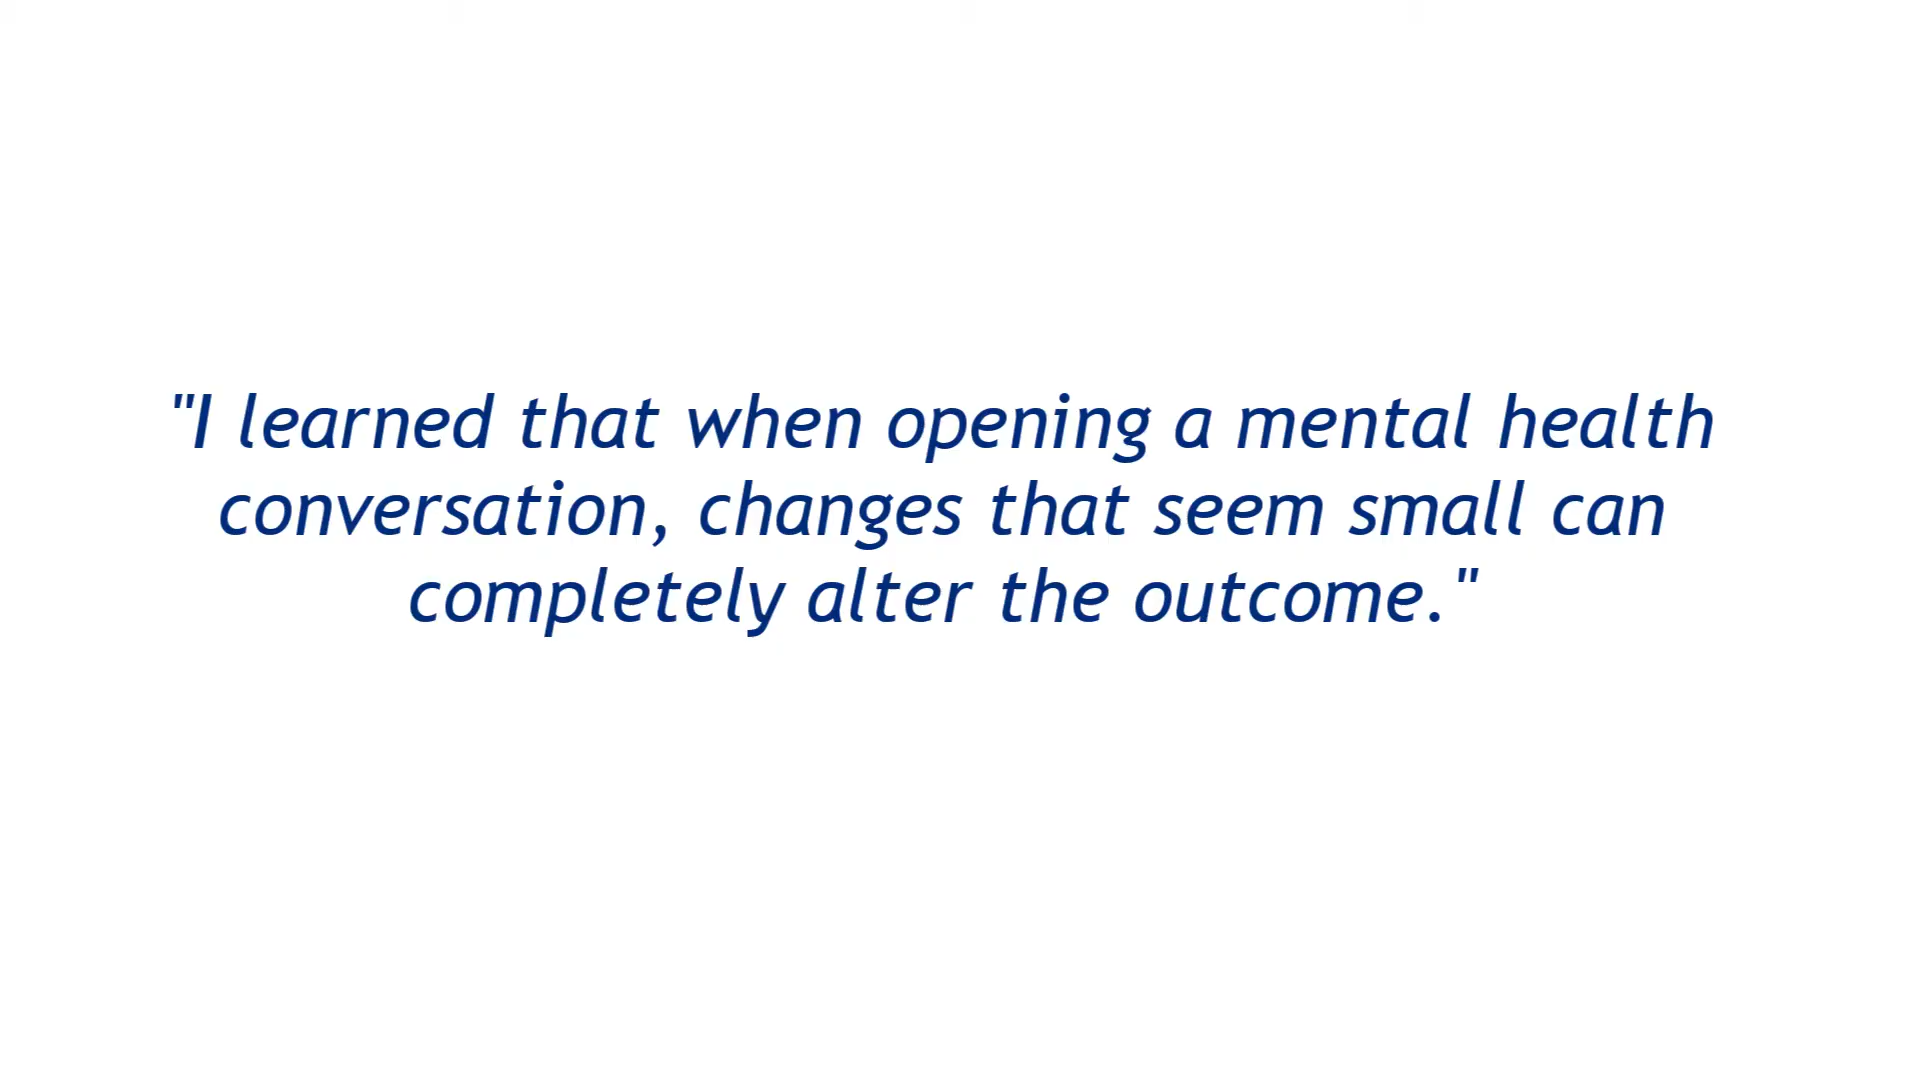 "I learned that when opening a mental health
conversation, changes that seem small can
completely alter the outcome."